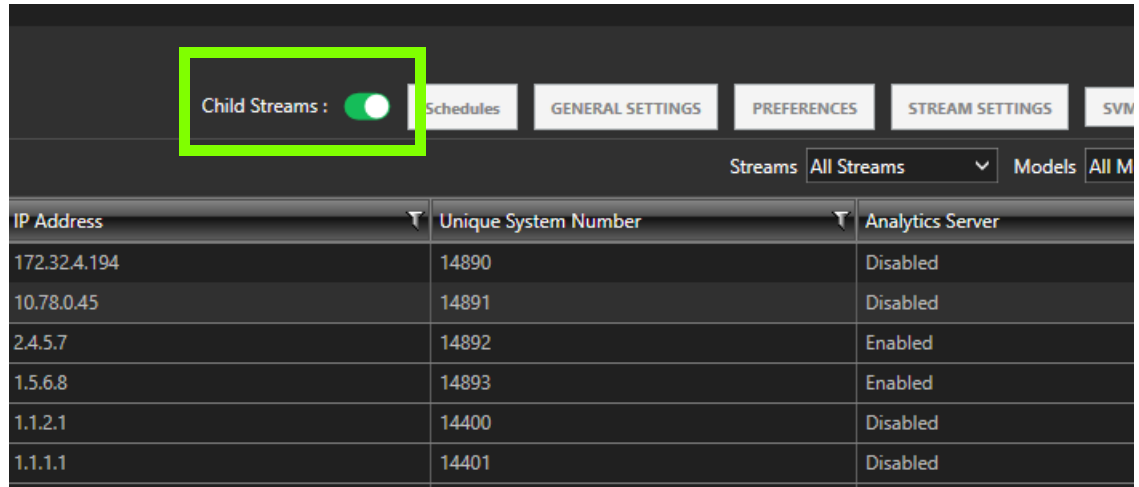 Child Streams :
Schedules GENERAL SETTINGS PREFERENCES STREAM SETTINGS SVM
Streams All Streams Models All M
IP Address Unique System Number Analytics Server
172.32.4.194 14890 Disabled
10.78.0.45 14891 Disabled
2.4.5.7 14892 Enabled
1.5.6.8 14893 Enabled
1.1.2.1 14400 Disabled
1.1.1.1 14401 Disabled